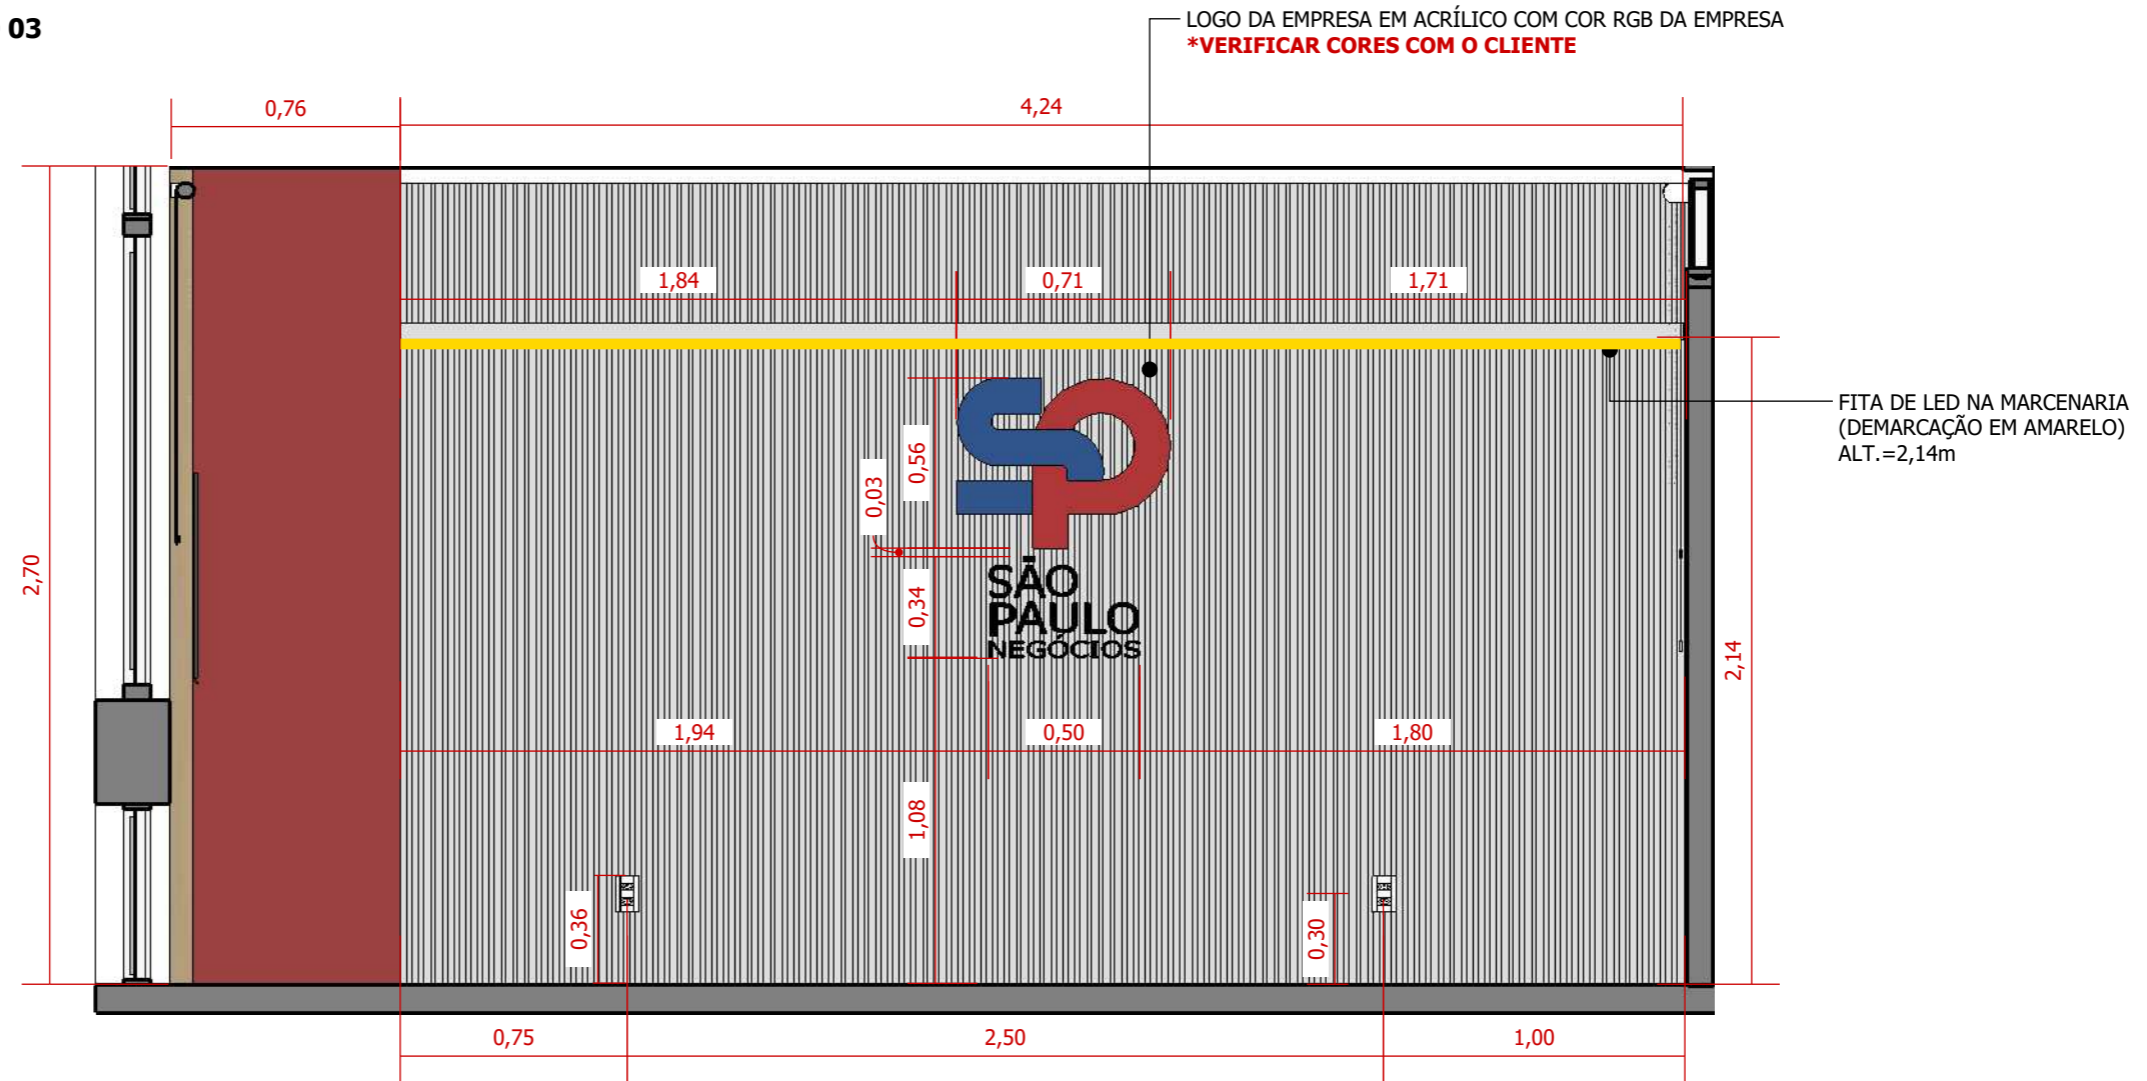 03
LOGO DA EMPRESA EM ACRÍLICO COM COR RGB DA EMPRESA
*VERIFICAR CORES COM O CLIENTE
0,76
4,24
1,84
0,71
1,71
FITA DE LED NA MARCENARIA
(DEMARCAÇÃO EM AMARELO)
ALT.=2,14m
0,56
0,03
2,70
0,34
SÃO
PAULO
NEGÓCIOS
2,14
1,94
0,50
1,80
1,08
0,36
0,30
0,75
2,50
1,00